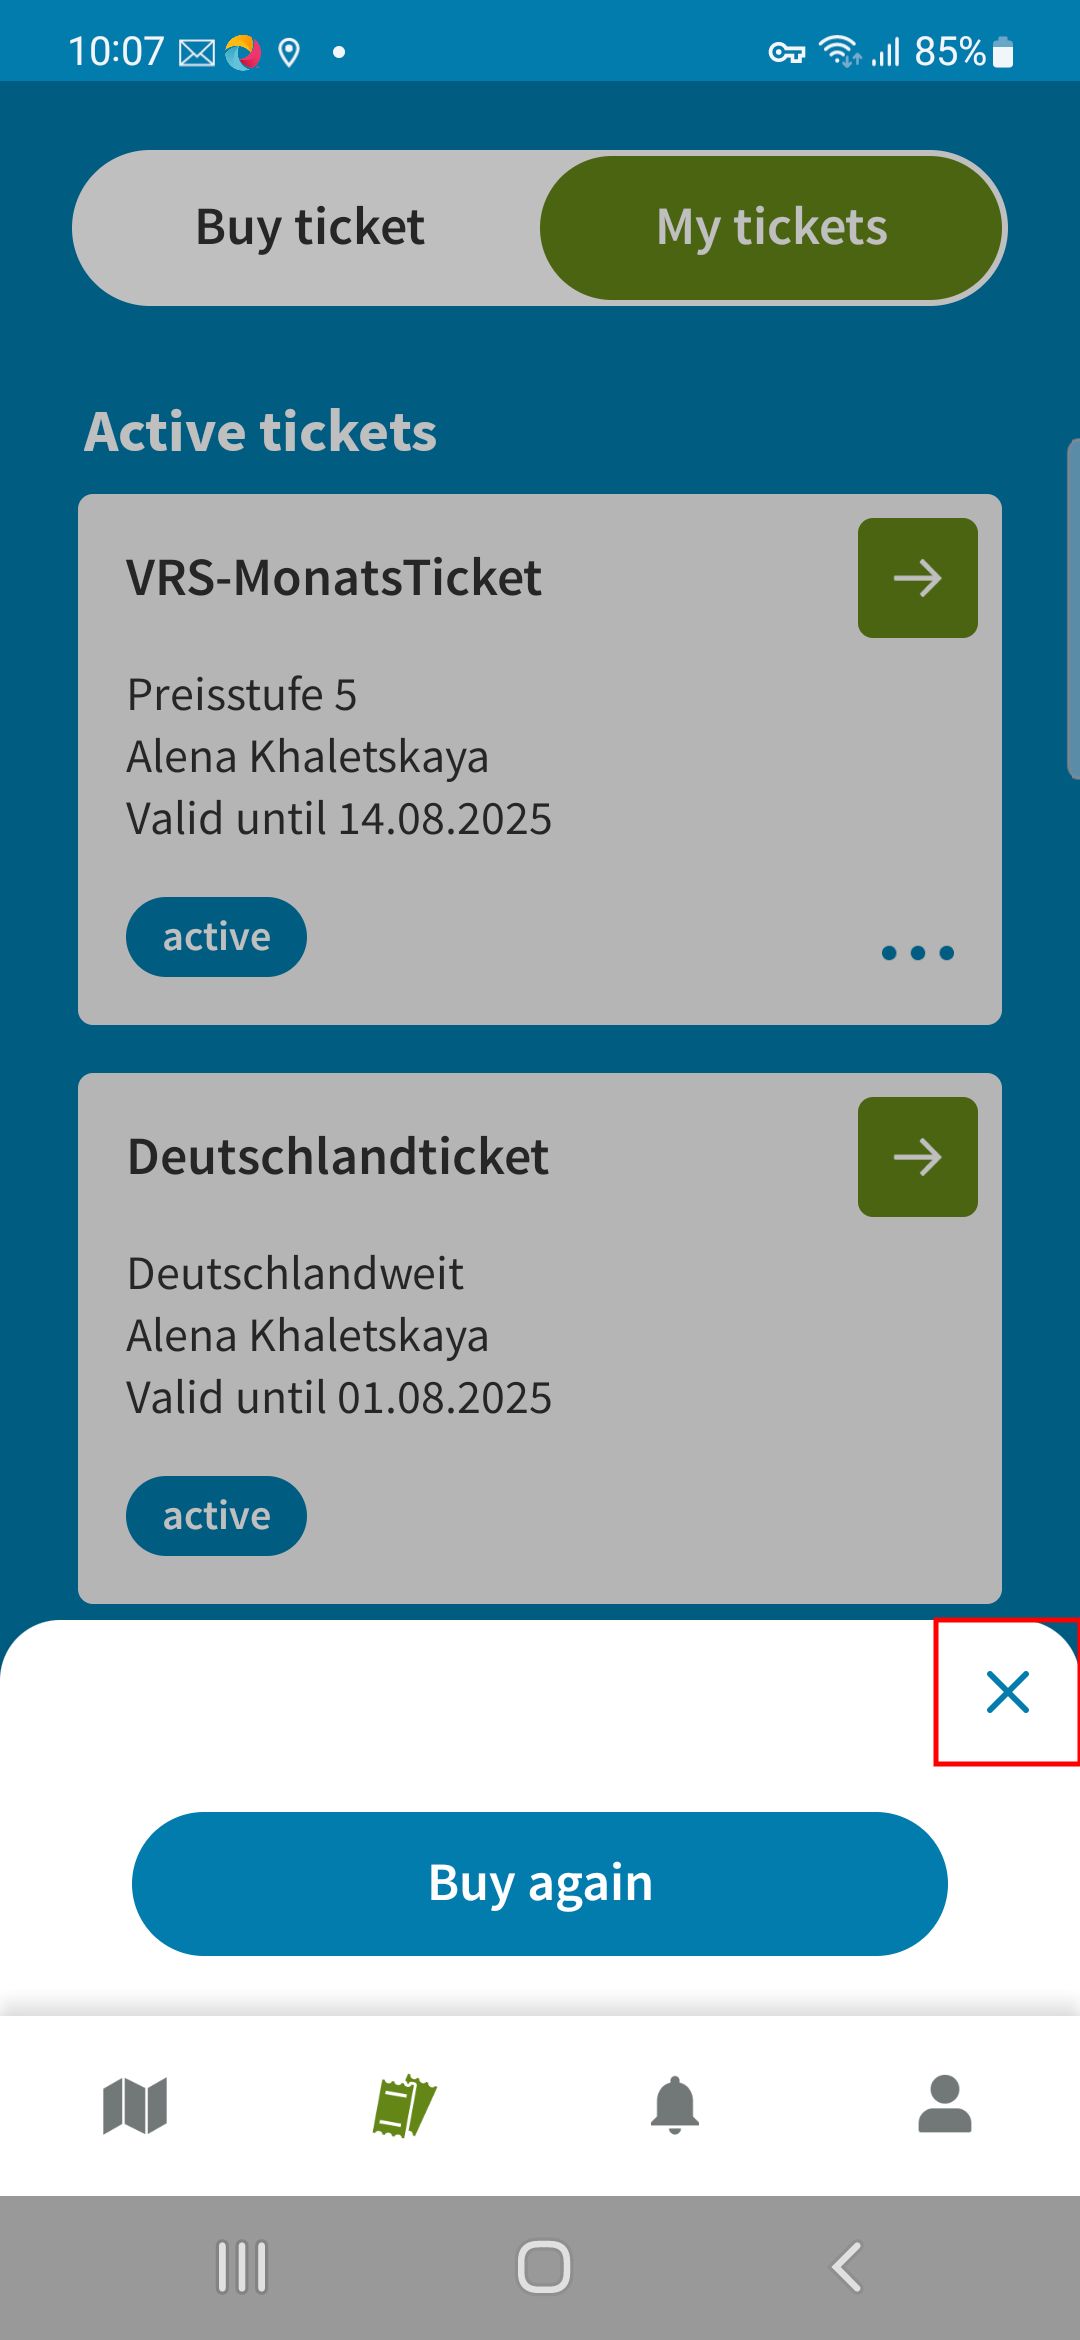 10:07
85%
Buy ticket
My tickets
Active tickets
VRS-MonatsTicket
Preisstufe 5
Alena Khaletskaya
Valid until 14.08.2025
active
Deutschlandticket
Deutschlandweit
Alena Khaletskaya
Valid until 01.08.2025
active
Buy again